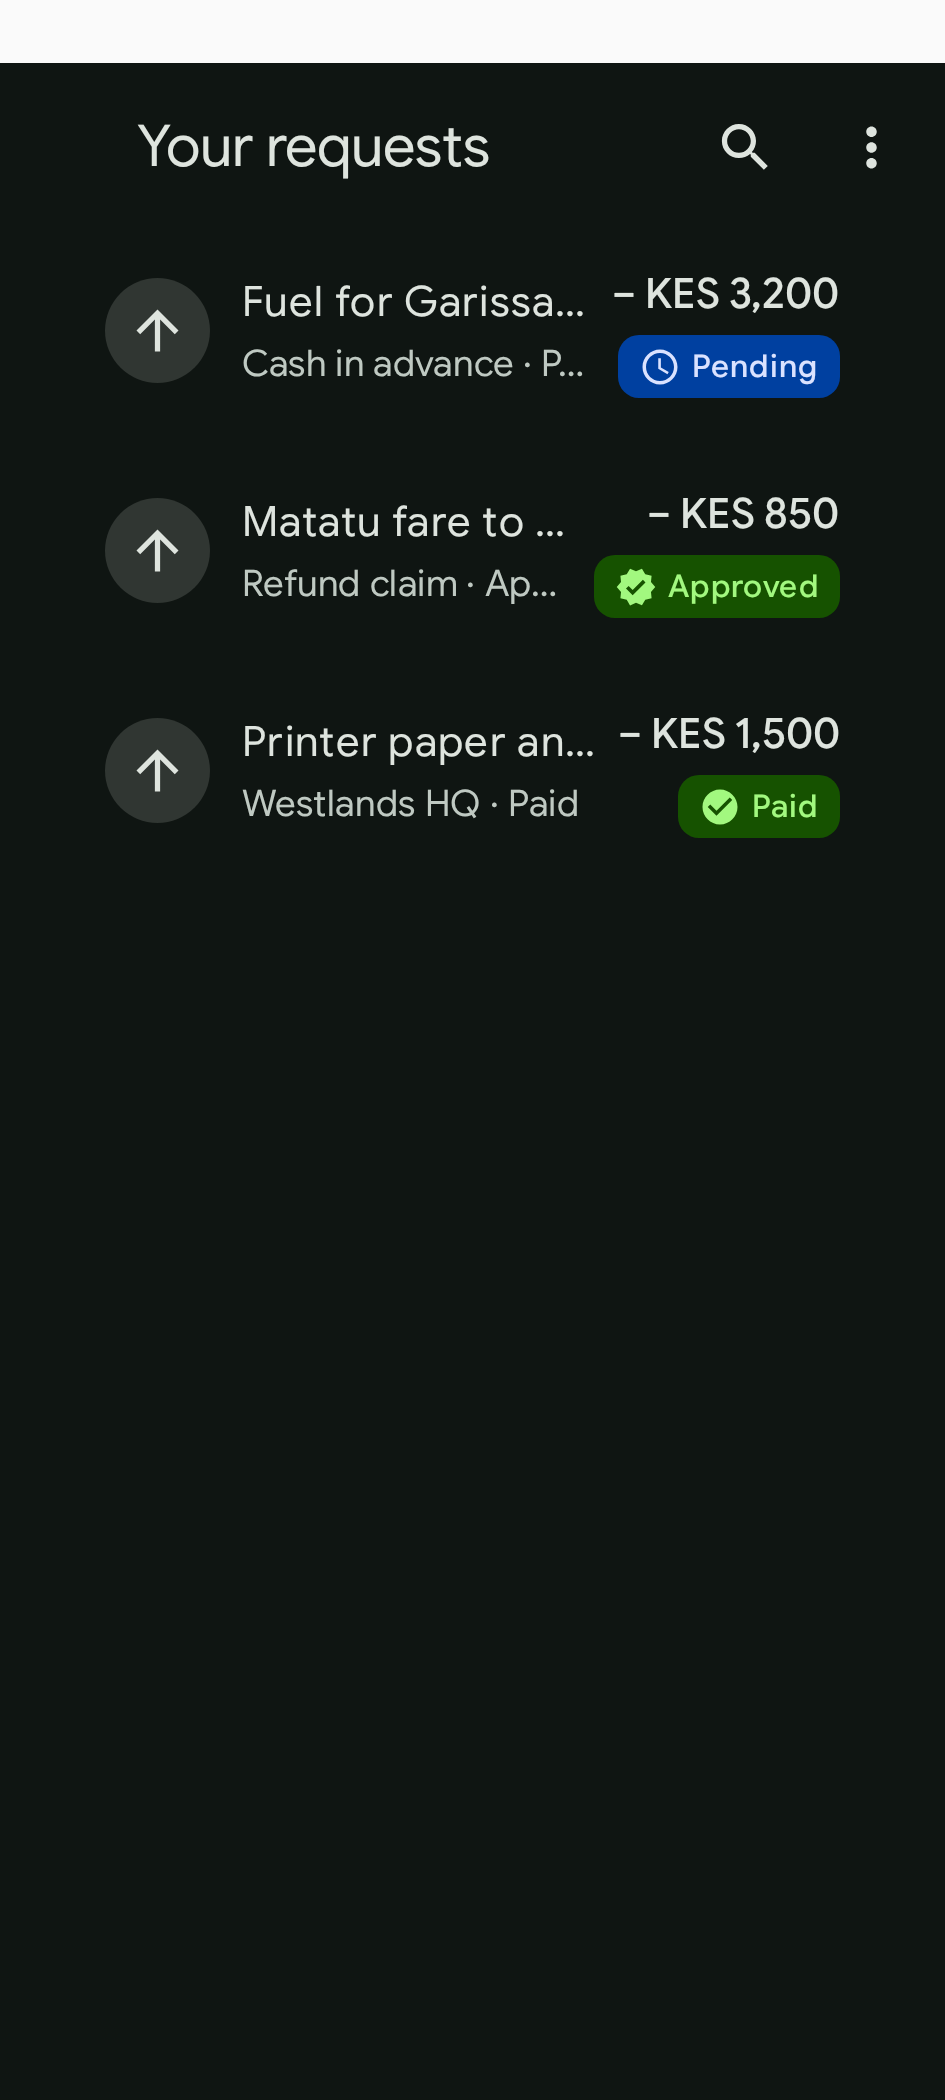 Your requests
Fuel for Garissa...
– KES 3,200
Cash in advance · P...
Pending
Matatu fare to ...
– KES 850
Refund claim · Ap...
Approved
Printer paper an...
– KES 1,500
Westlands HQ · Paid
Paid